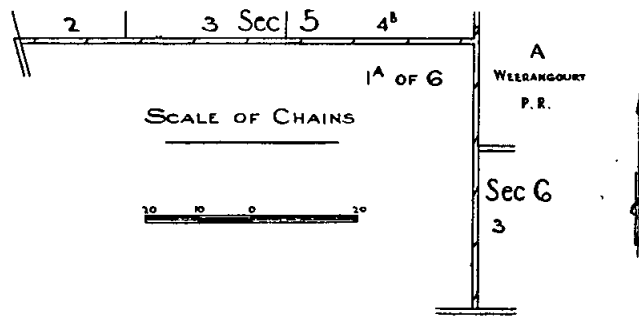 2 3 Sec 5 4B
1A OF 6
A
WEERANGOURT
P.R.
SCALE OF CHAINS
20 10 0 20
Sec 6
3